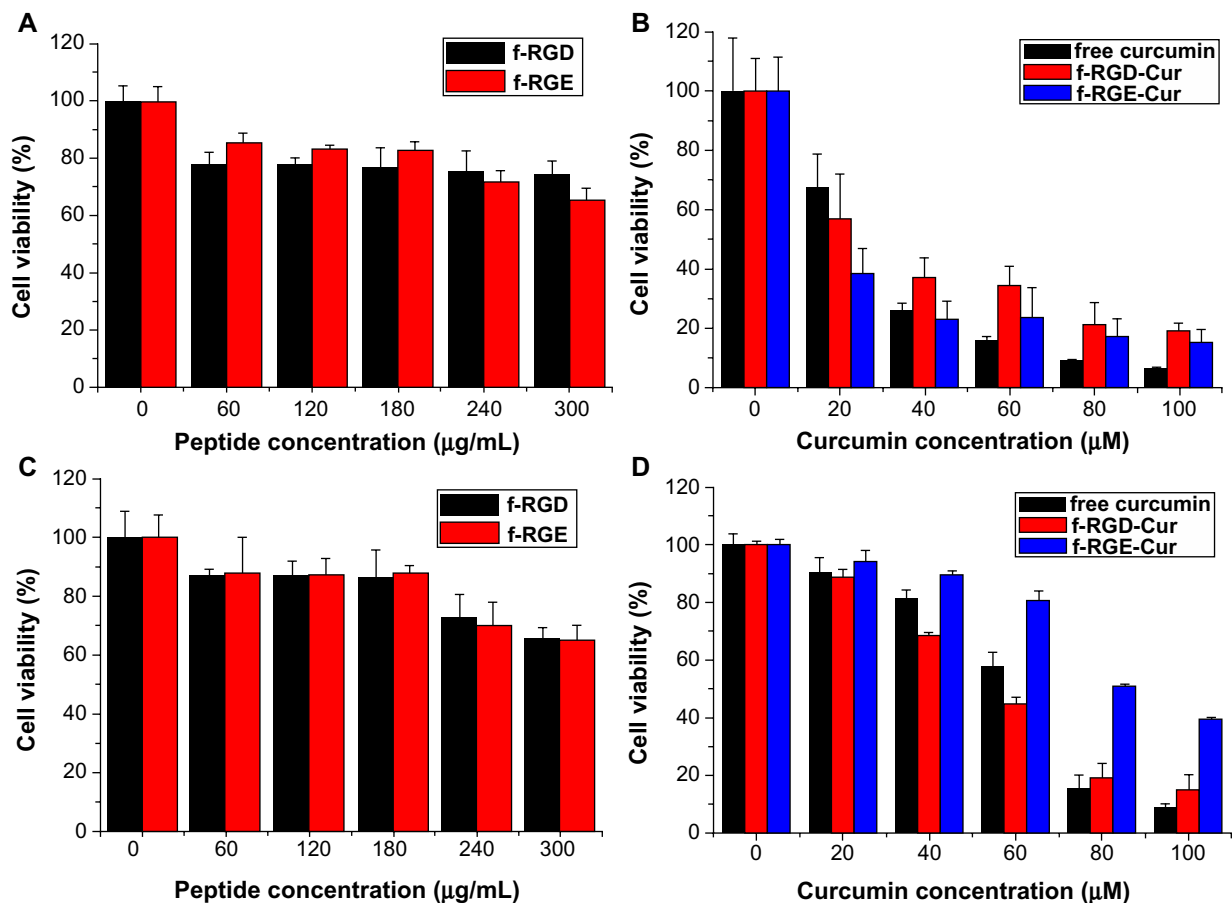 A
120
100
80
60
40
20
0
Cell viability (%)
f-RGD
f-RGE
0 60 120 180 240 300
Peptide concentration (μg/mL)
B
120
100
80
60
40
20
0
Cell viability (%)
free curcumin
f-RGD-Cur
f-RGE-Cur
0 20 40 60 80 100
Curcumin concentration (μM)
C
120
100
80
60
40
20
0
Cell viability (%)
f-RGD
f-RGE
0 60 120 180 240 300
Peptide concentration (μg/mL)
D
120
100
80
60
40
20
0
Cell viability (%)
free curcumin
f-RGD-Cur
f-RGE-Cur
0 20 40 60 80 100
Curcumin concentration (μM)